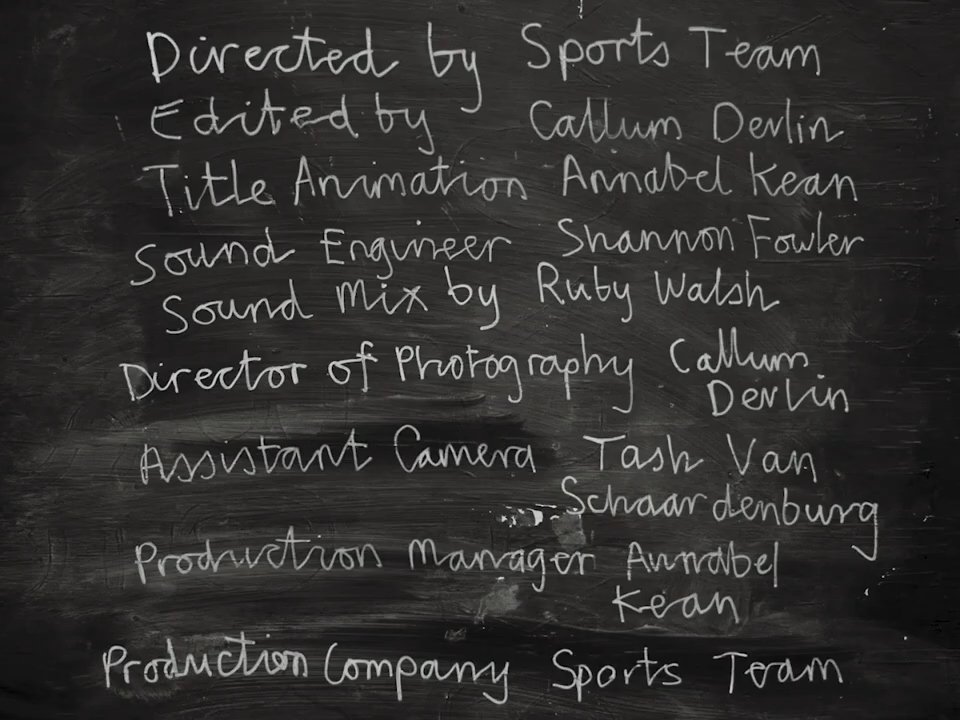 Directed by Sports Team
Edited by Callum Devlin
Title Animation Annabel Kean
Sound Engineer Shannon Fowler
Sound Mix by Ruby Walsh
Director of Photography Callum
Devlin
Assistant Camera Tash Van
Schaardenburg
Production Manager Annabel
Kean
Production Company Sports Team